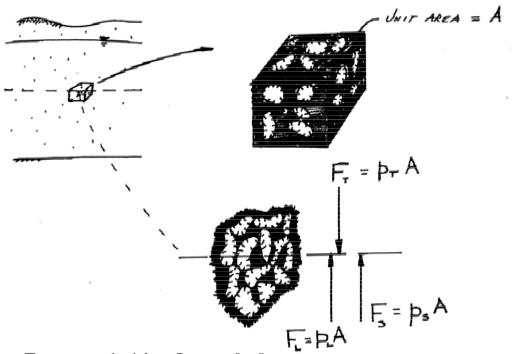 UNIT AREA = A
F_T = p_T A
F_S = p_S A
F_L = p_L A